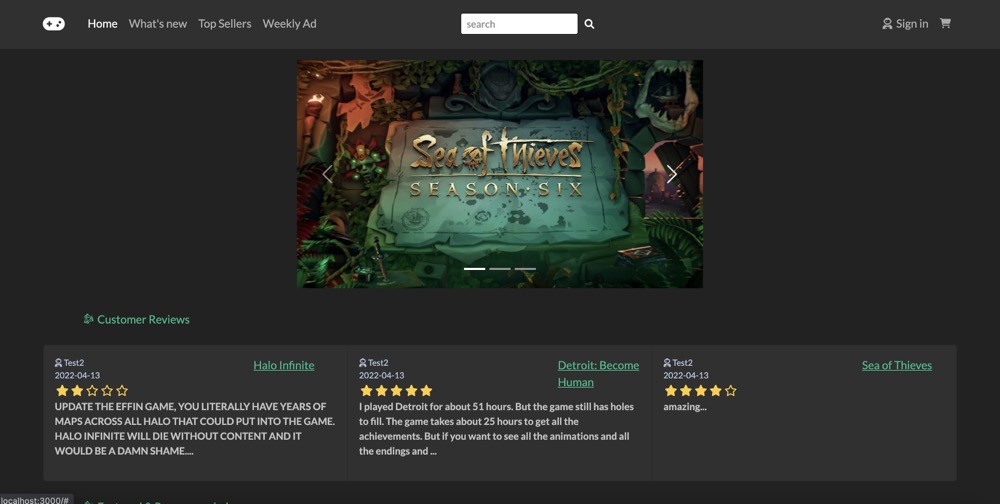 Home What's new Top Sellers Weekly Ad search Sign in
Sea of Thieves
SEASON·SIX
Customer Reviews
Test2
2022-04-13
Halo Infinite
UPDATE THE EFFIN GAME, YOU LITERALLY HAVE YEARS OF
MAPS ACROSS ALL HALO THAT COULD PUT INTO THE GAME.
HALO INFINITE WILL DIE WITHOUT CONTENT AND IT
WOULD BE A DAMN SHAME....
Test2
2022-04-13
Detroit: Become
Human
I played Detroit for about 51 hours. But the game still has holes
to fill. The game takes about 25 hours to get all the
achievements. But if you want to see all the animations and all
the endings and ...
Test2
2022-04-13
Sea of Thieves
amazing...
localhost:3000/#